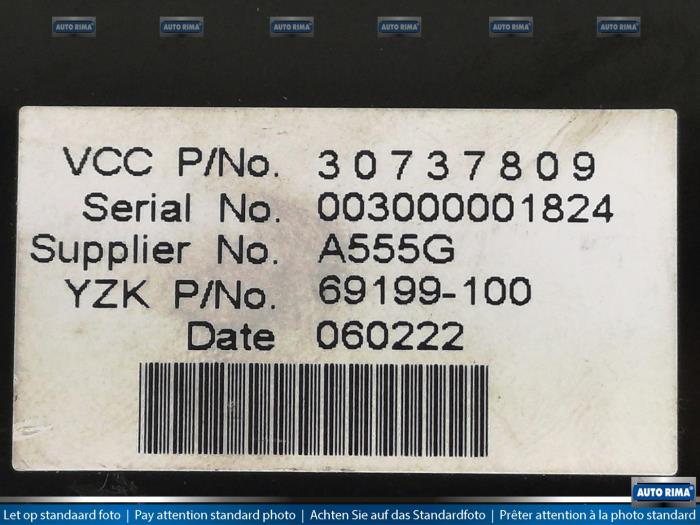 AUTO RIMA AUTO RIMA AUTO RIMA AUTO RIMA AUTO RIMA AUTO RIMA
VCC P/No. 30737809
Serial No. 003000001824
Supplier No. A555G
YZK P/No. 69199-100
Date 060222
AUTO RIMA
Let op standaard foto | Pay attention standard photo | Achten Sie auf das Standardfoto | Prêter attention à la photo standard